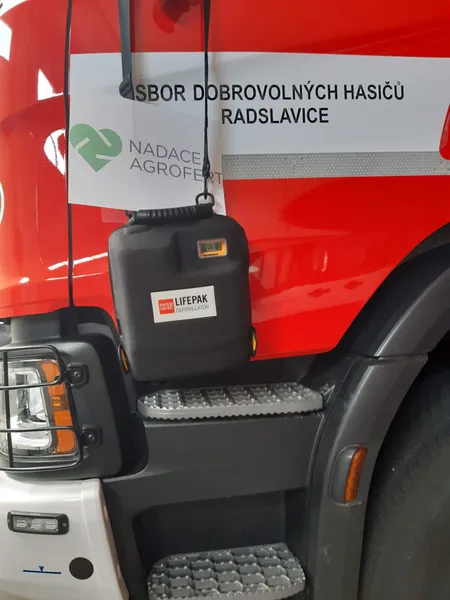 SBOR DOBROVOLNÝCH HASIČŮ
RADSLAVICE
NADACE
AGROFERT
LIFEPAK
DEFIBRILLATOR